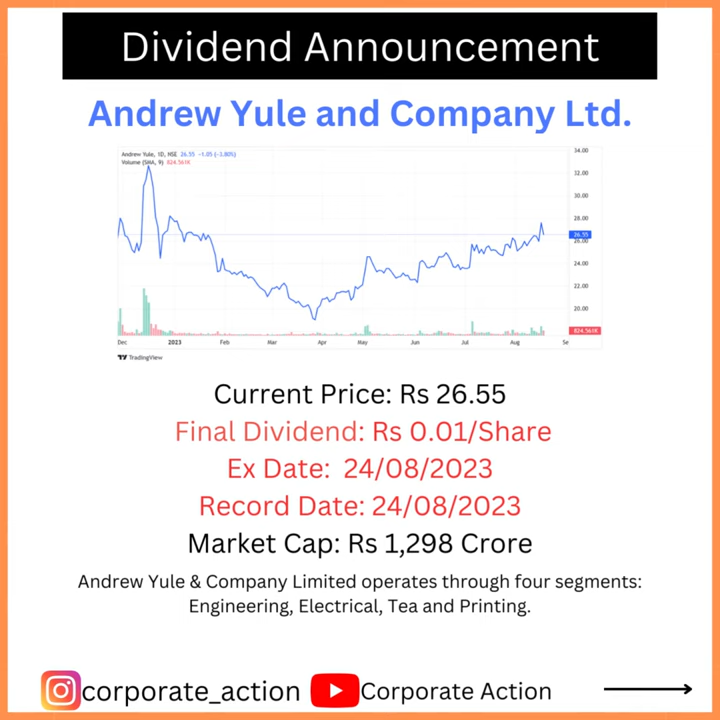 Dividend Announcement
Andrew Yule and Company Ltd.
Andrew Yule, 1D, NSE 26.55 −1.05 (−3.80%)
Volume (SMA, 9) 824.561K
34.00
32.00
30.00
28.00
26.55
26.00
24.00
22.00
20.00
824.561K
Dec 2023 Feb Mar Apr May Jun Jul Aug Se
TradingView
Current Price: Rs 26.55
Final Dividend: Rs 0.01/Share
Ex Date: 24/08/2023
Record Date: 24/08/2023
Market Cap: Rs 1,298 Crore
Andrew Yule & Company Limited operates through four segments:
Engineering, Electrical, Tea and Printing.
corporate_action Corporate Action